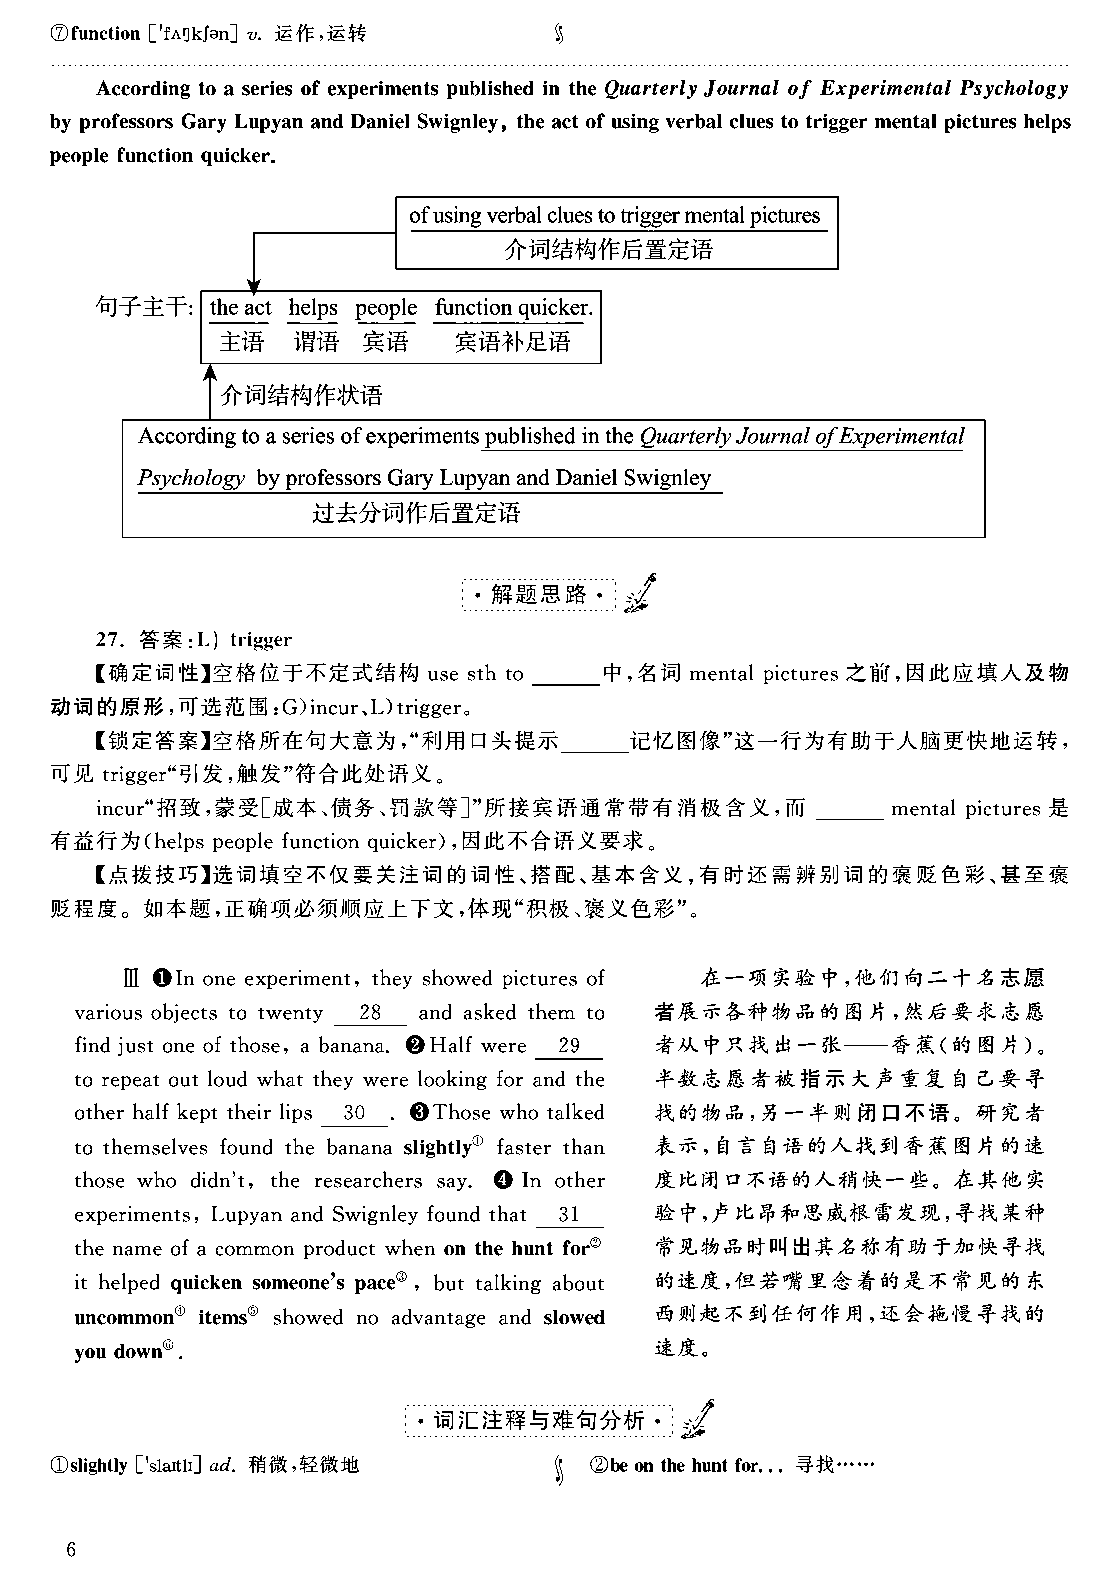 ⑦function [ˈfʌŋkʃən] v. 运作,运转
According to a series of experiments published in the Quarterly Journal of Experimental Psychology
by professors Gary Lupyan and Daniel Swignley, the act of using verbal clues to trigger mental pictures helps
people function quicker.
of using verbal clues to trigger mental pictures
介词结构作后置定语
句子主干: the act helps people function quicker.
主语 谓语 宾语 宾语补足语
介词结构作状语
According to a series of experiments published in the Quarterly Journal of Experimental
Psychology by professors Gary Lupyan and Daniel Swignley
过去分词作后置定语
·解题思路·
27. 答案:L) trigger
【确定词性】空格位于不定式结构 use sth to ______中,名词 mental pictures 之前,因此应填人及物
动词的原形,可选范围:G)incur、L)trigger。
【锁定答案】空格所在句大意为,“利用口头提示______记忆图像”这一行为有助于人脑更快地运转,
可见 trigger“引发,触发”符合此处语义。
incur“招致,蒙受[成本、债务、罚款等]”所接宾语通常带有消极含义,而 ______ mental pictures 是
有益行为(helps people function quicker),因此不合语义要求。
【点拨技巧】选词填空不仅要关注词的词性、搭配、基本含义,有时还需辨别词的褒贬色彩、甚至褒
贬程度。如本题,正确项必须顺应上下文,体现“积极、褒义色彩”。
Ⅲ ❶In one experiment, they showed pictures of
various objects to twenty 28 and asked them to
find just one of those, a banana. ❷Half were 29
to repeat out loud what they were looking for and the
other half kept their lips 30 . ❸Those who talked
to themselves found the banana slightly① faster than
those who didn't, the researchers say. ❹In other
experiments, Lupyan and Swignley found that 31
the name of a common product when on the hunt for②
it helped quicken someone's pace③, but talking about
uncommon④ items⑤ showed no advantage and slowed
you down⑥.
在一项实验中,他们向二十名志愿
者展示各种物品的图片,然后要求志愿
者从中只找出一张——香蕉(的图片)。
半数志愿者被指示大声重复自己要寻
找的物品,另一半则闭口不语。研究者
表示,自言自语的人找到香蕉图片的速
度比闭口不语的人稍快一些。在其他实
验中,卢比昂和思威根雷发现,寻找某种
常见物品时叫出其名称有助于加快寻找
的速度,但若嘴里念着的是不常见的东
西则起不到任何作用,还会拖慢寻找的
速度。
·词汇注释与难句分析·
①slightly [ˈslaɪtlɪ] ad. 稍微,轻微地
②be on the hunt for... 寻找……
6